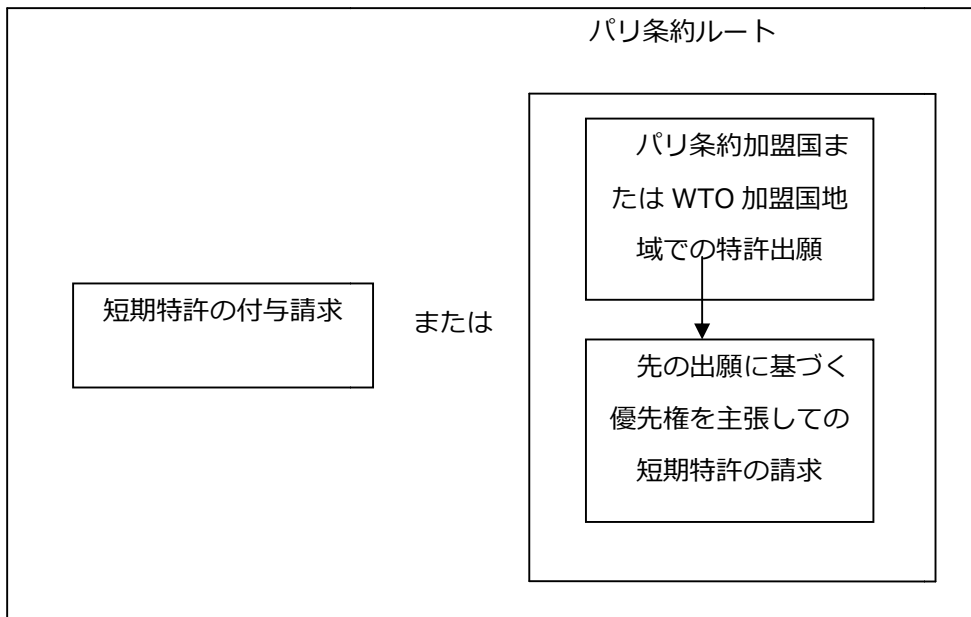 パリ条約ルート
パリ条約加盟国ま
たは WTO 加盟国地
域での特許出願
短期特許の付与請求
または
先の出願に基づく
優先権を主張しての
短期特許の請求